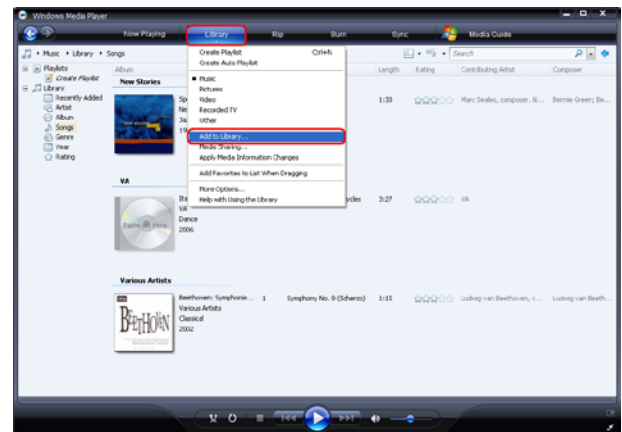 Windows Media Player
Now Playing Library Rip Burn Sync Media Guide
Music Library Songs Search
Create Playlist Ctrl+N
Create Auto Playlist
Music
Pictures
Video
Recorded TV
Other
Add to Library...
Media Sharing...
Apply Media Information Changes
Add Favorites to List When Dragging
More Options...
Help with Using the Library
Playlists
Create Playlist
Library
Recently Added
Artist
Album
Songs
Genre
Year
Rating
Album Length Rating Contributing Artist Composer
New Stories
1:33 Marc Seales, composer. N... Bernie Green; Be...
VA
Paste Art Here
VA
Dance
2006
3:27 VA
Various Artists
BEETHOVEN
Beethoven: Symphonie... 1 Symphony No. 9 (Scherzo) 1:15 Ludwig van Beethoven, c... Ludwig van Beeth...
Various Artists
Classical
2002